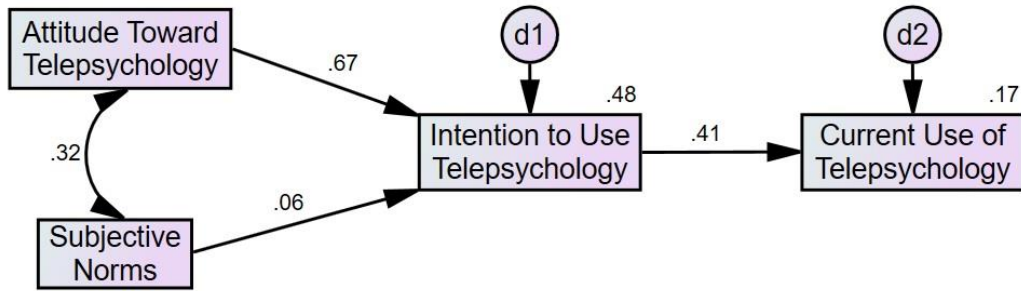 Attitude Toward
Telepsychology
.67
.32
Subjective
Norms
.06
d1
.48
Intention to Use
Telepsychology
.41
d2
.17
Current Use of
Telepsychology